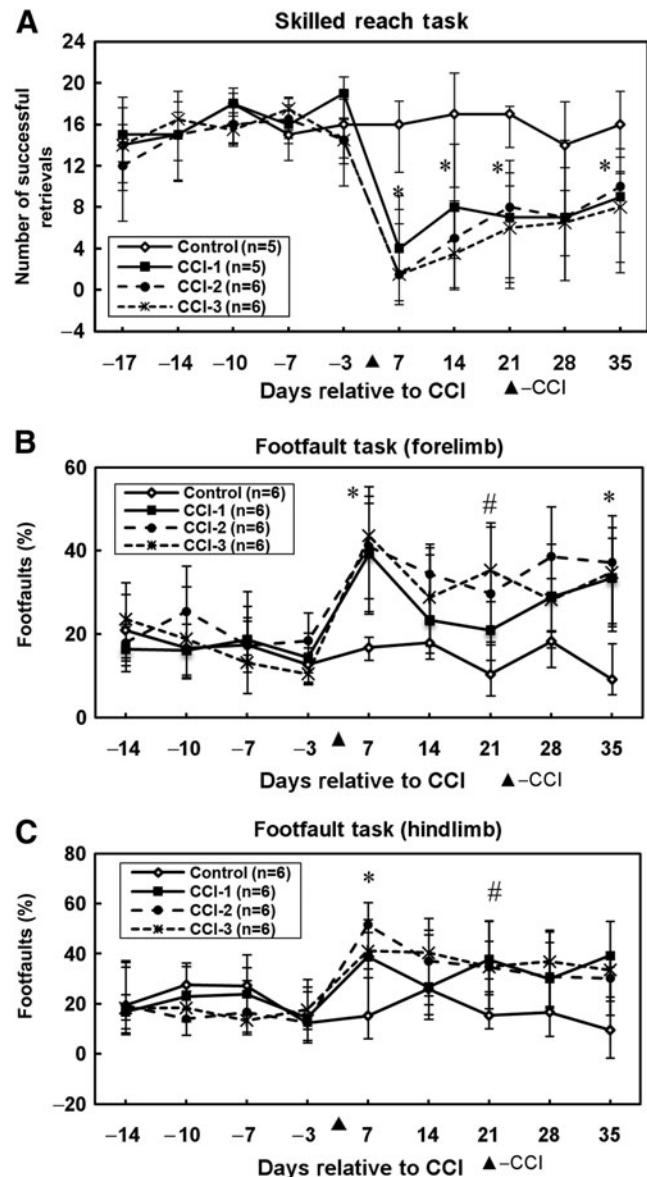 A
Skilled reach task
Number of successful
retrievals
24
20
16
12
8
4
0
−4
Control (n=5)
CCI-1 (n=5)
CCI-2 (n=6)
CCI-3 (n=6)
* * * *
−17 −14 −10 −7 −3 ▲ 7 14 21 28 35
Days relative to CCI ▲−CCI
B
Footfault task (forelimb)
Footfaults (%)
60
40
20
0
Control (n=6)
CCI-1 (n=6)
CCI-2 (n=6)
CCI-3 (n=6)
* # *
−14 −10 −7 −3 ▲ 7 14 21 28 35
Days relative to CCI ▲−CCI
C
Footfault task (hindlimb)
Footfaults (%)
80
60
40
20
0
−20
Control (n=6)
CCI-1 (n=6)
CCI-2 (n=6)
CCI-3 (n=6)
* #
−14 −10 −7 −3 ▲ 7 14 21 28 35
Days relative to CCI ▲−CCI